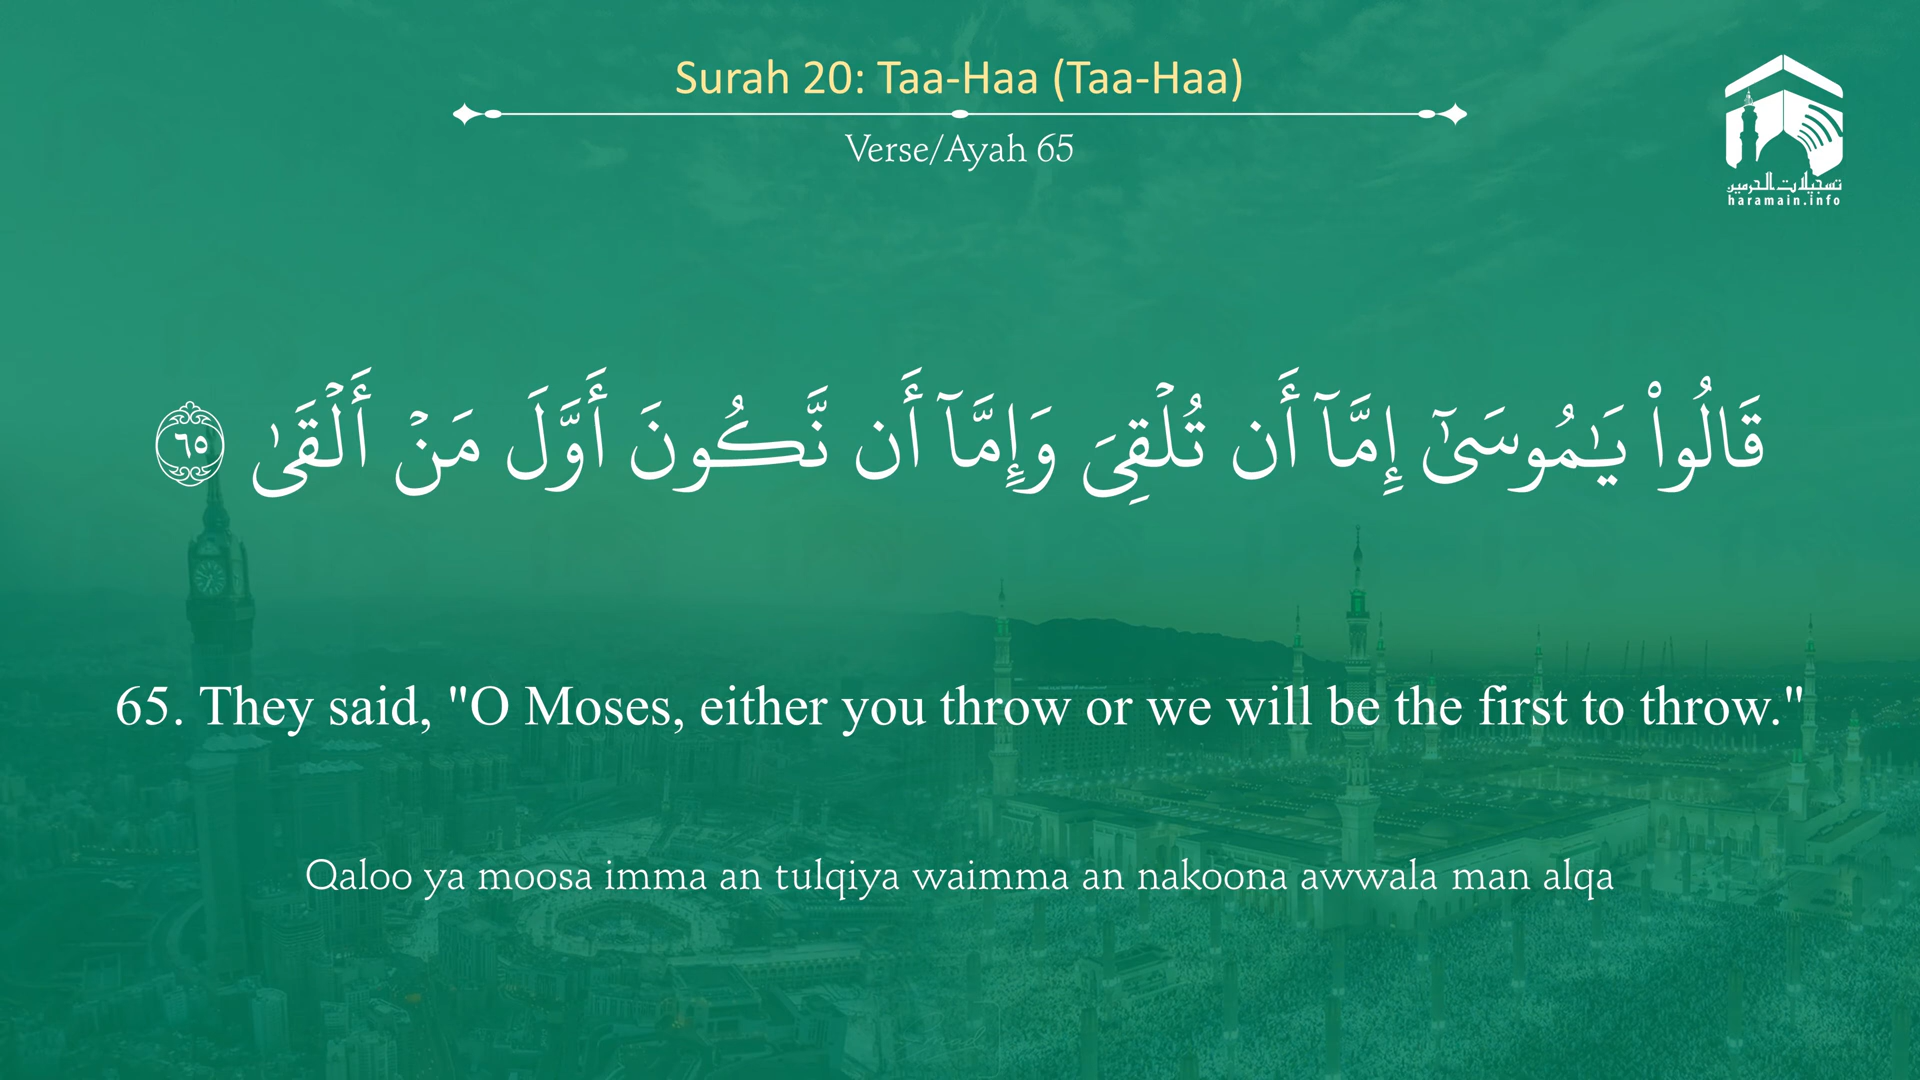 Surah 20: Taa-Haa (Taa-Haa)
Verse/Ayah 65
تسجيلات الحرمين
haramain.info
قَالُوا۟ يَـٰمُوسَىٰٓ إِمَّآ أَن تُلْقِىَ وَإِمَّآ أَن نَّكُونَ أَوَّلَ مَنْ أَلْقَىٰ ٦٥
65. They said, "O Moses, either you throw or we will be the first to throw."
Qaloo ya moosa imma an tulqiya waimma an nakoona awwala man alqa